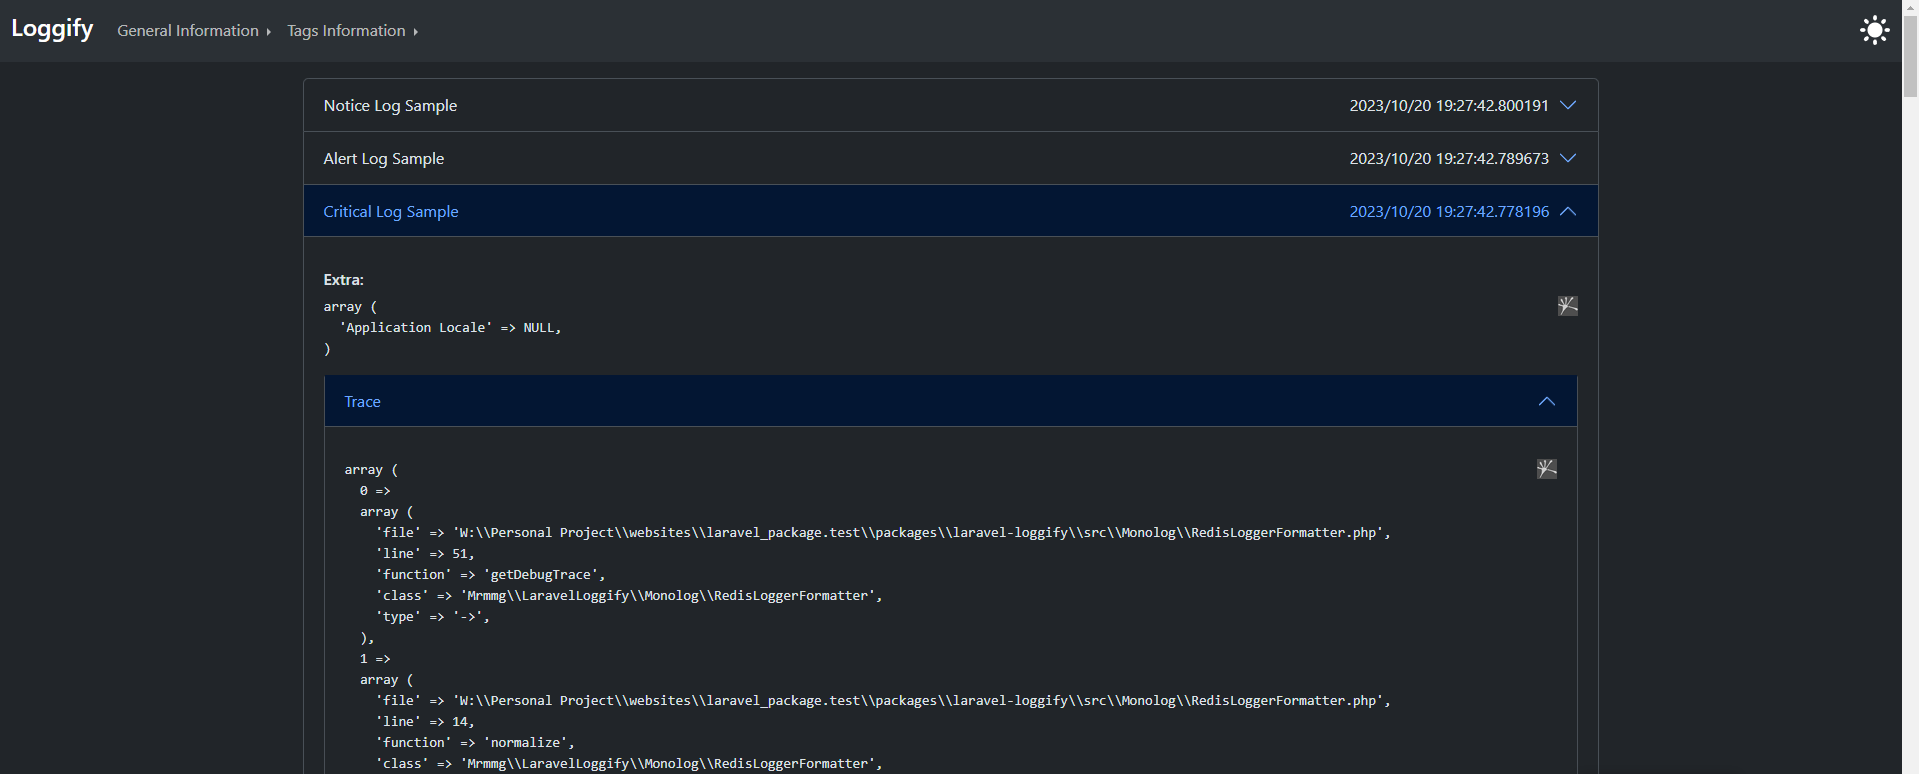 Loggify General Information Tags Information
Notice Log Sample 2023/10/20 19:27:42.800191
Alert Log Sample 2023/10/20 19:27:42.789673
Critical Log Sample 2023/10/20 19:27:42.778196
Extra:
array (
  'Application Locale' => NULL,
)
Trace
array (
  0 =>
  array (
    'file' => 'W:\\Personal Project\\websites\\laravel_package.test\\packages\\laravel-loggify\\src\\Monolog\\RedisLoggerFormatter.php',
    'line' => 51,
    'function' => 'getDebugTrace',
    'class' => 'Mrmmg\\LaravelLoggify\\Monolog\\RedisLoggerFormatter',
    'type' => '->',
  ),
  1 =>
  array (
    'file' => 'W:\\Personal Project\\websites\\laravel_package.test\\packages\\laravel-loggify\\src\\Monolog\\RedisLoggerFormatter.php',
    'line' => 14,
    'function' => 'normalize',
    'class' => 'Mrmmg\\LaravelLoggify\\Monolog\\RedisLoggerFormatter',